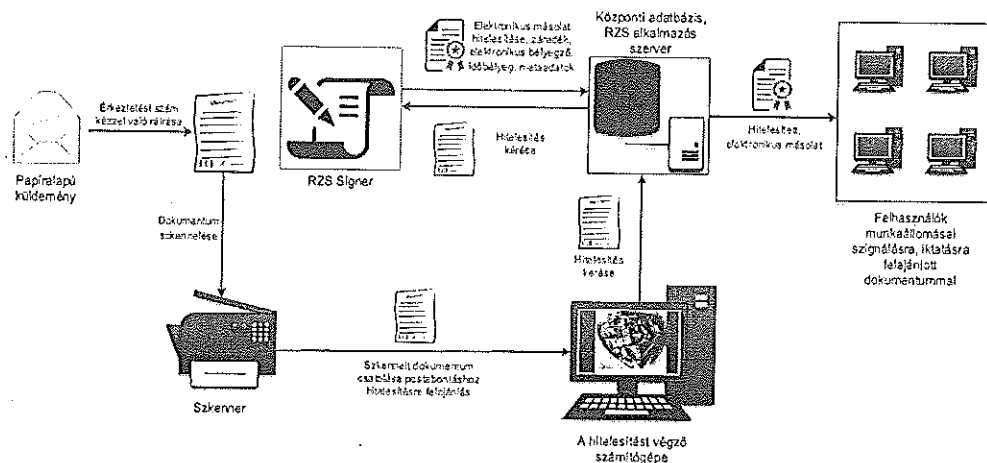 Papíralapú
küldemény
Érkeztetési szám
kézzel való ráírása
RZS Signer
Elektronikus másolat
hitelesítése, záradék,
elektronikus bélyegző,
időbélyeg, metaadatok
Hitelesítés
kérése
Központi adatbázis,
RZS alkalmazás
szerver
Hitelesített,
elektronikus másolat
Felhasználók
munkaállomásai
szignálásra, iktatásra
felajánlott
dokumentummal
Dokumentum
szkennelése
Szkenner
Szkennelt dokumentum
csatolása postabontáshoz
Hitelesítésre felajánlás
Hitelesítés
kérése
A hitelesítést végző
számítógépe